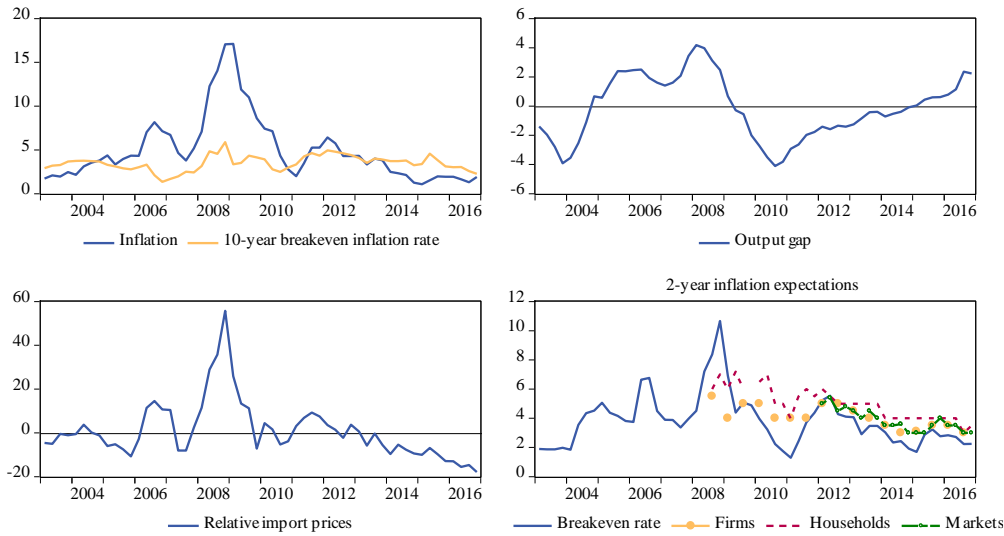 20
15
10
5
0
2004 2006 2008 2010 2012 2014 2016
Inflation 10-year breakeven inflation rate
6
4
2
0
-2
-4
-6
2004 2006 2008 2010 2012 2014 2016
Output gap
60
40
20
0
-20
2004 2006 2008 2010 2012 2014 2016
Relative import prices
2-year inflation expectations
12
10
8
6
4
2
0
2004 2006 2008 2010 2012 2014 2016
Breakeven rate Firms Households Markets